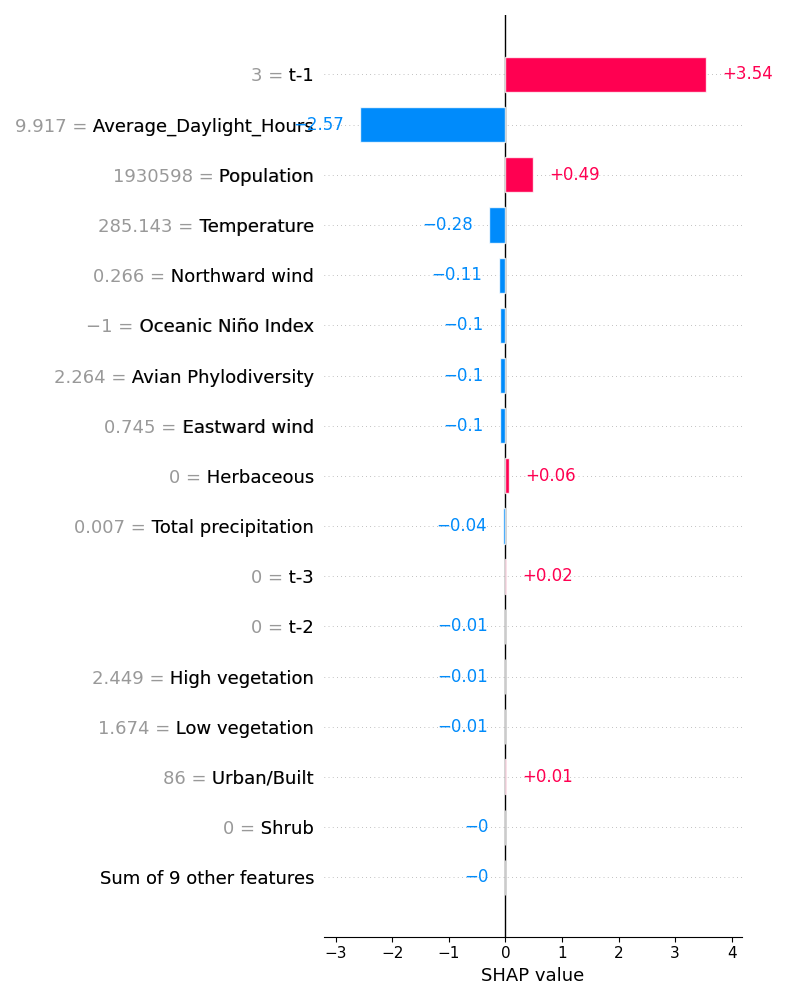 3 = t-1 +3.54
9.917 = Average_Daylight_Hours −2.57
1930598 = Population +0.49
285.143 = Temperature −0.28
0.266 = Northward wind −0.11
−1 = Oceanic Niño Index −0.1
2.264 = Avian Phylodiversity −0.1
0.745 = Eastward wind −0.1
0 = Herbaceous +0.06
0.007 = Total precipitation −0.04
0 = t-3 +0.02
0 = t-2 −0.01
2.449 = High vegetation −0.01
1.674 = Low vegetation −0.01
86 = Urban/Built +0.01
0 = Shrub −0
Sum of 9 other features −0
−3 −2 −1 0 1 2 3 4
SHAP value